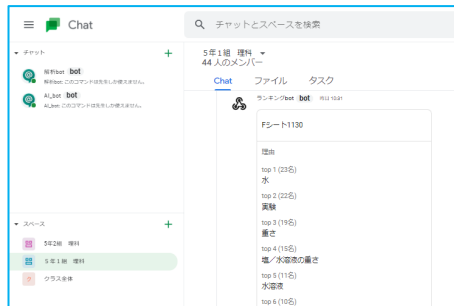 Chat
チャットとスペースを検索
チャット
解析bot bot
解析bot: このコマンドは先生しか使えません。
AI_bot bot
AI_bot: このコマンドは先生しか使えません。
スペース
5年2組 理科
5年1組 理科
クラス全体
5年1組 理科
44 人のメンバー
Chat ファイル タスク
ランキングbot bot 昨日 10:31
Fシート1130
理由
top 1 (23名)
水
top 2 (22名)
実験
top 3 (19名)
重さ
top 4 (15名)
塩／水溶液の重さ
top 5 (11名)
水溶液
top 6 (10名)